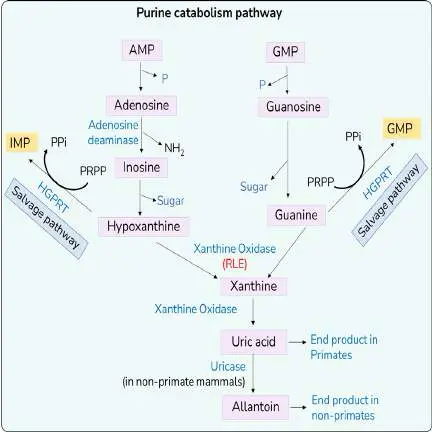 Purine catabolism pathway
AMP
GMP
P
P
Adenosine
Guanosine
Adenosine
deaminase
NH2
IMP
PPi
PPi
GMP
PRPP
Inosine
PRPP
HGPRT
Salvage pathway
Sugar
Sugar
HGPRT
Salvage pathway
Hypoxanthine
Guanine
Xanthine Oxidase
(RLE)
Xanthine
Xanthine Oxidase
Uric acid
End product in
Primates
Uricase
(in non-primate mammals)
Allantoin
End product in
non-primates